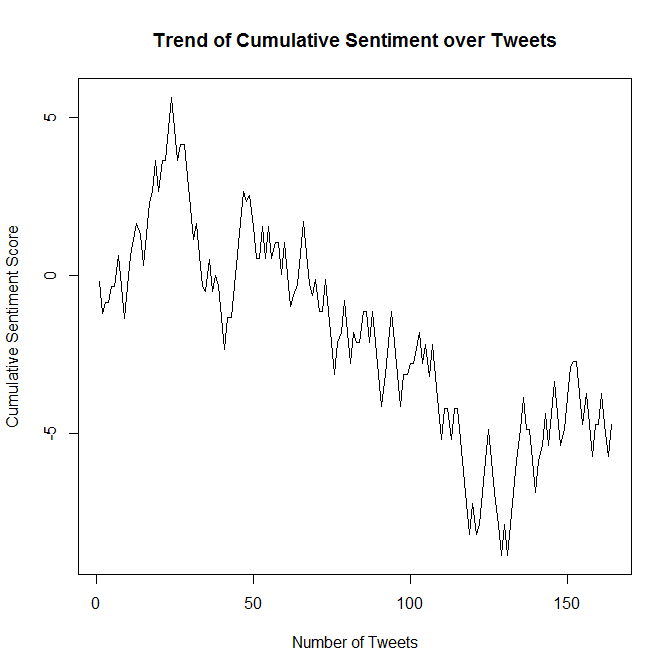 Trend of Cumulative Sentiment over Tweets
5
0
-5
Cumulative Sentiment Score
0 50 100 150
Number of Tweets